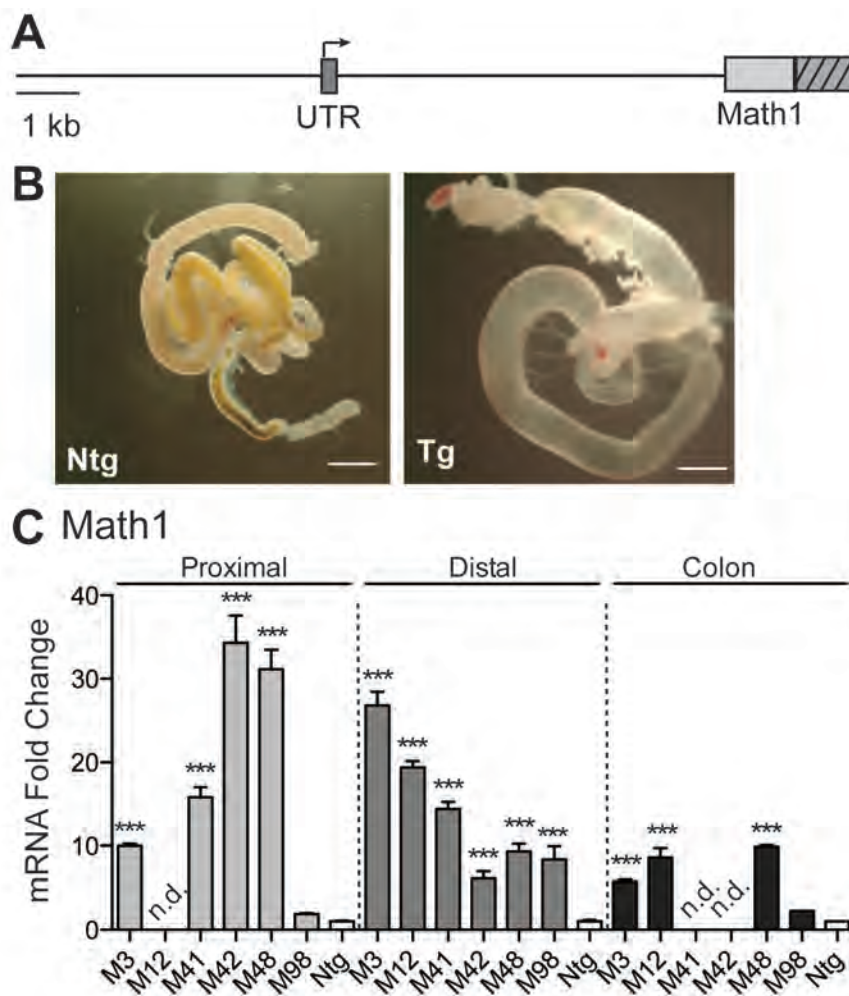 A
1 kb
UTR
Math1
B
Ntg
Tg
C Math1
Proximal Distal Colon
mRNA Fold Change
40
30
20
10
0
*** n.d. *** *** ***
*** *** *** *** *** ***
*** *** n.d. n.d. ***
M3 M12 M41 M42 M48 M98 Ntg M3 M12 M41 M42 M48 M98 Ntg M3 M12 M41 M42 M48 M98 Ntg